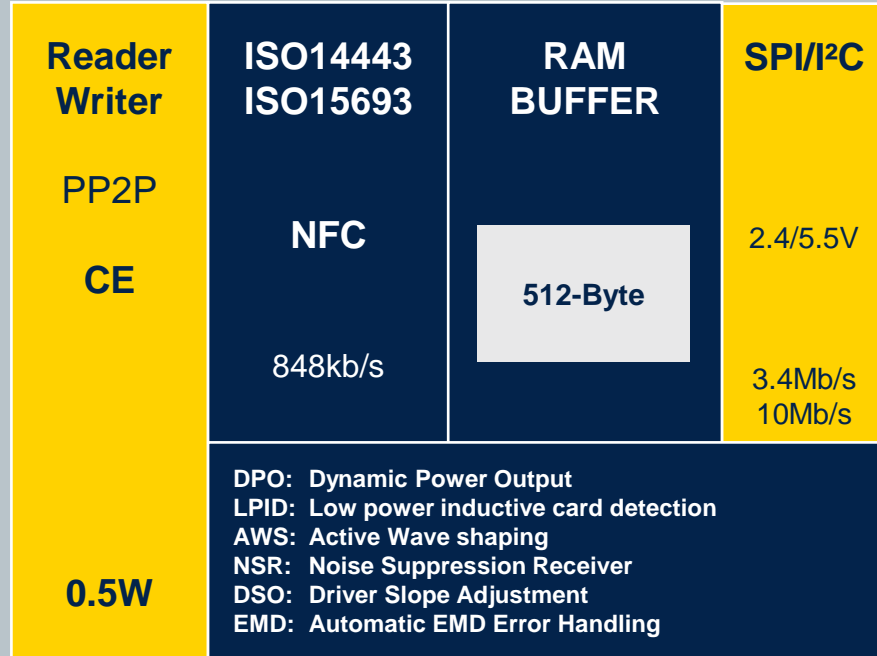 Reader
Writer
PP2P
CE
0.5W
ISO14443
ISO15693
NFC
848kb/s
RAM
BUFFER
512-Byte
SPI/I²C
2.4/5.5V
3.4Mb/s
10Mb/s
DPO: Dynamic Power Output
LPID: Low power inductive card detection
AWS: Active Wave shaping
NSR: Noise Suppression Receiver
DSO: Driver Slope Adjustment
EMD: Automatic EMD Error Handling